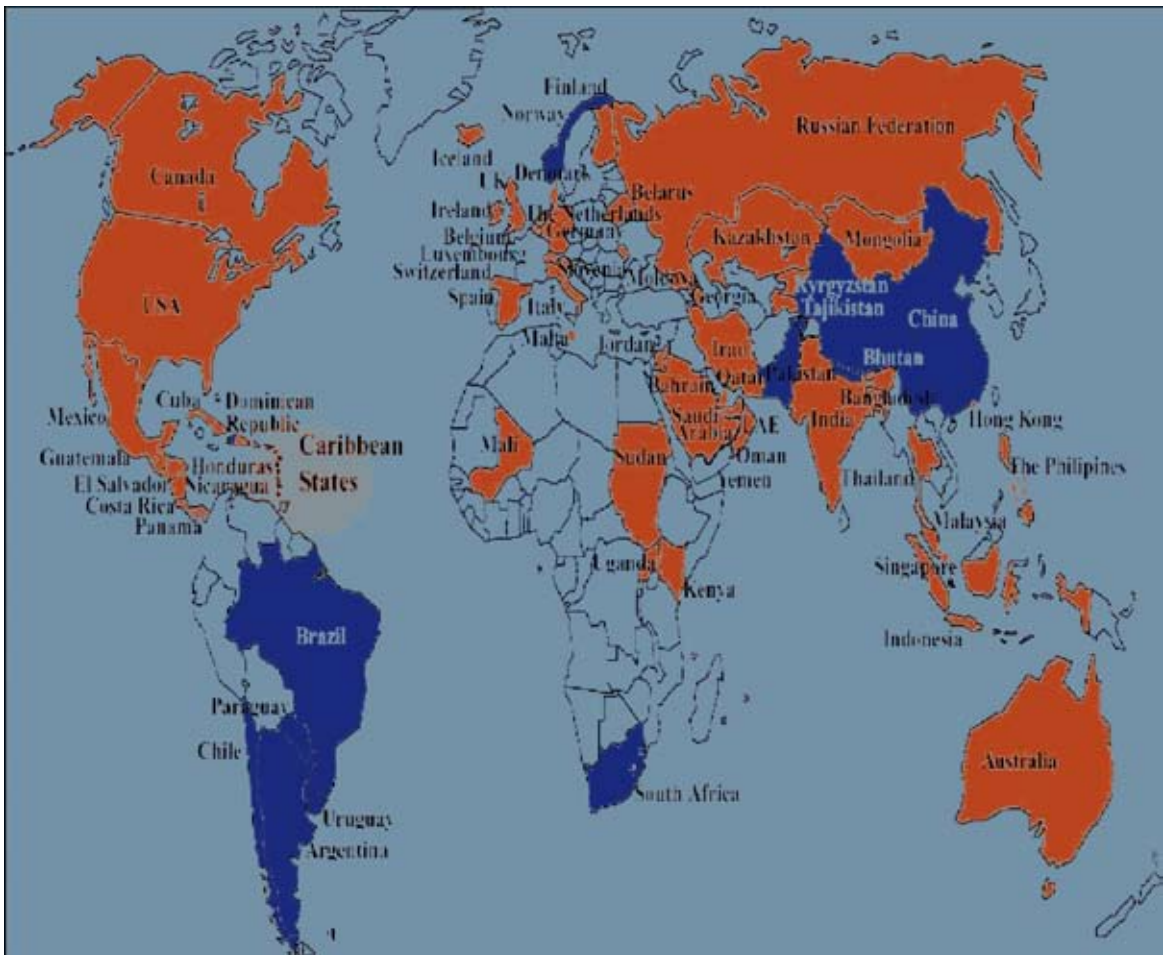 Finland
Norway
Russian Federation
Iceland
Canada
UK
Denmark
Belarus
Ireland
The Netherlands
Germany
Kazakhstan
Mongolia
Belgium
Luxembourg
Switzerland
Slovenia
Moldova
Kyrgyzstan
Spain
Georgia
Tajikistan
USA
Italy
China
Malta
Jordan
Iran
Bhutan
Bahrain
Qatar
Pakistan
Cuba
Dominican
Republic
Bangladesh
Mexico
Saudi
Arabia
UAE
India
Hong Kong
Mali
Caribbean
States
Guatemala
Honduras
Sudan
Oman
The Philipines
El Salvador
Nicaragua
Yemen
Thailand
Costa Rica
Panama
Malaysia
Uganda
Singapare
Kenya
Brazil
Indonesia
Paraguay
Chile
Australia
South Africa
Uruguay
Argentina